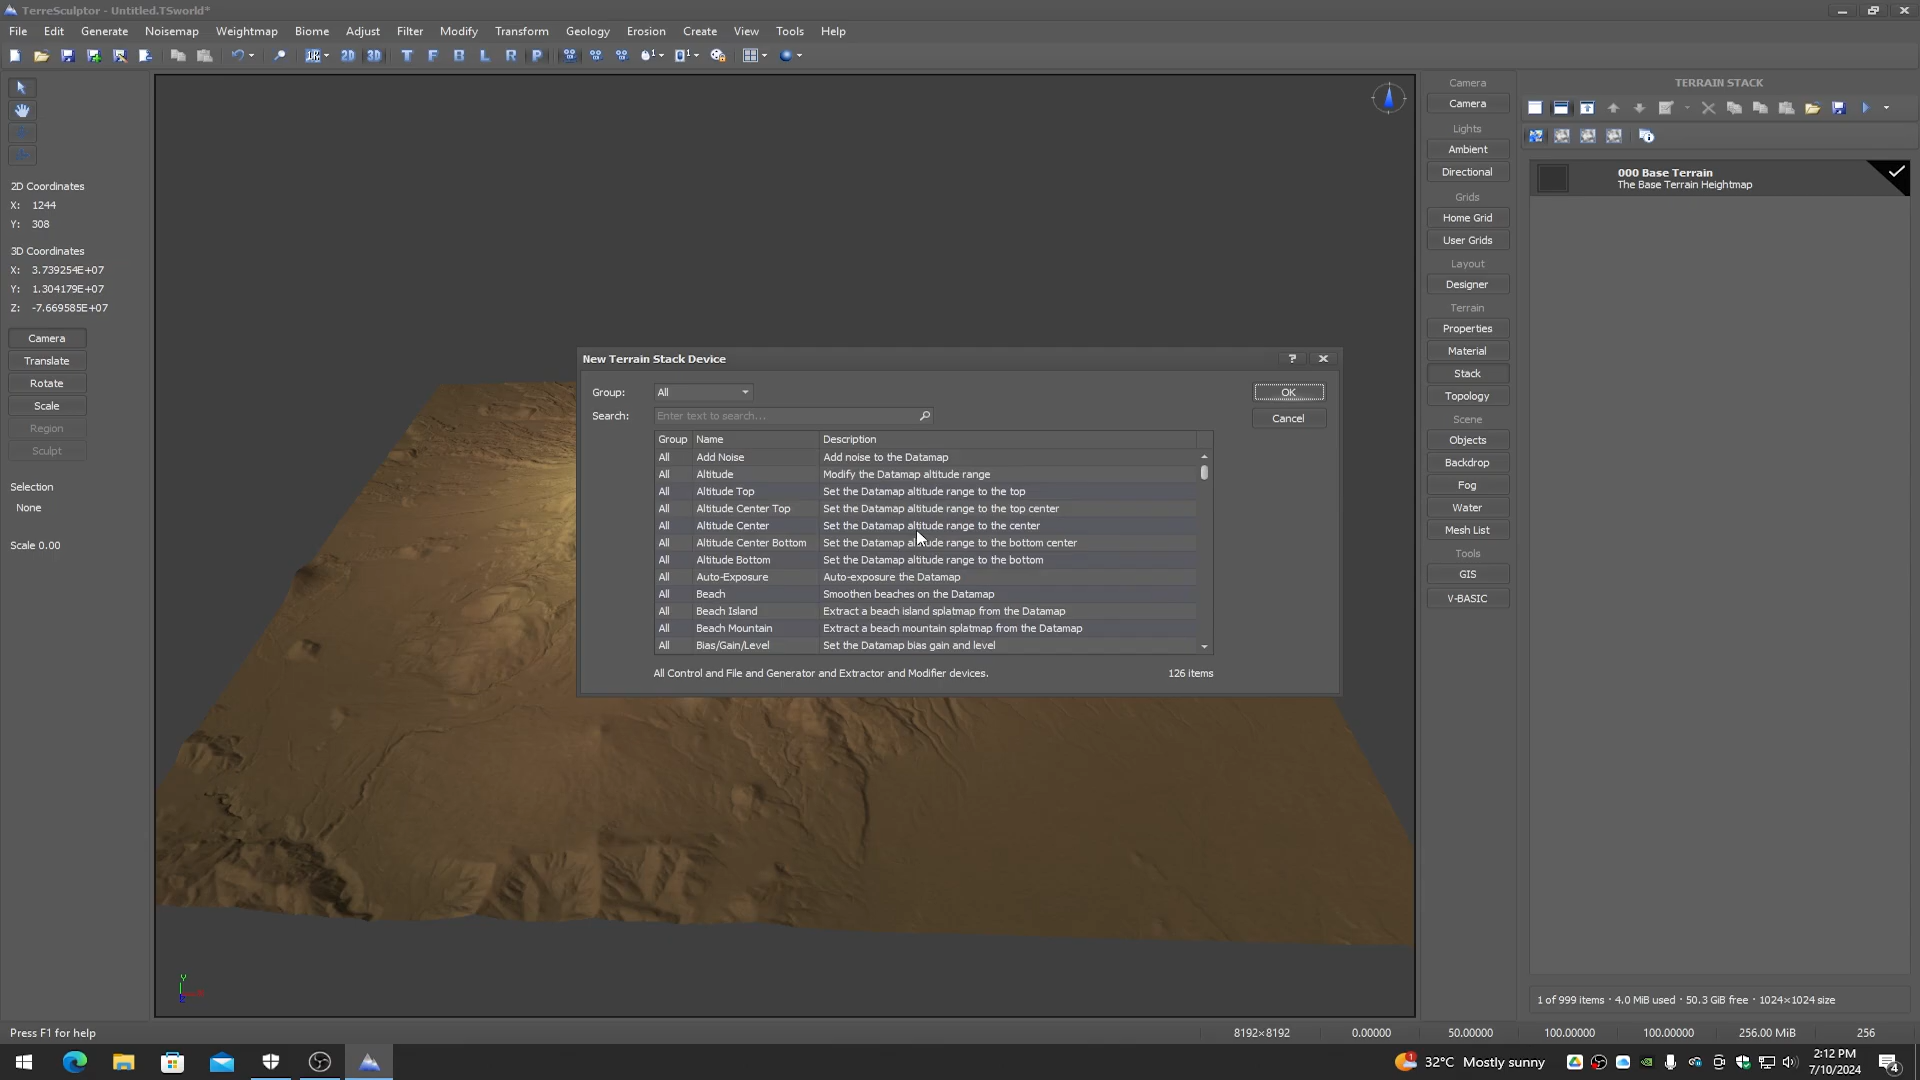 TerreSculptor - Untitled.TSworld*
File Edit Generate Noisemap Weightmap Biome Adjust Filter Modify Transform Geology Erosion Create View Tools Help
2D 3D T F B L R P
2D Coordinates
X: 1244
Y: 308
3D Coordinates
X: 3.739254E+07
Y: 1.304179E+07
Z: -7.669585E+07
Camera
Translate
Rotate
Scale
Region
Sculpt
Selection
None
Scale 0.00
New Terrain Stack Device
Group: All
OK
Search: Enter text to search...
Cancel
Group Name Description
All Add Noise Add noise to the Datamap
All Altitude Modify the Datamap altitude range
All Altitude Top Set the Datamap altitude range to the top
All Altitude Center Top Set the Datamap altitude range to the top center
All Altitude Center Set the Datamap altitude range to the center
All Altitude Center Bottom Set the Datamap altitude range to the bottom center
All Altitude Bottom Set the Datamap altitude range to the bottom
All Auto-Exposure Auto-exposure the Datamap
All Beach Smoothen beaches on the Datamap
All Beach Island Extract a beach island splatmap from the Datamap
All Beach Mountain Extract a beach mountain splatmap from the Datamap
All Bias/Gain/Level Set the Datamap bias gain and level
All Control and File and Generator and Extractor and Modifier devices. 126 items
Camera
Camera
Lights
Ambient
Directional
Grids
Home Grid
User Grids
Layout
Designer
Terrain
Properties
Material
Stack
Topology
Scene
Objects
Backdrop
Fog
Water
Mesh List
Tools
GIS
V-BASIC
TERRAIN STACK
000 Base Terrain
The Base Terrain Heightmap
1 of 999 items · 4.0 MiB used · 50.3 GiB free · 1024×1024 size
Press F1 for help 8192×8192 0.00000 50.00000 100.00000 100.00000 256.00 MiB 256
32°C Mostly sunny
2:12 PM
7/10/2024
4